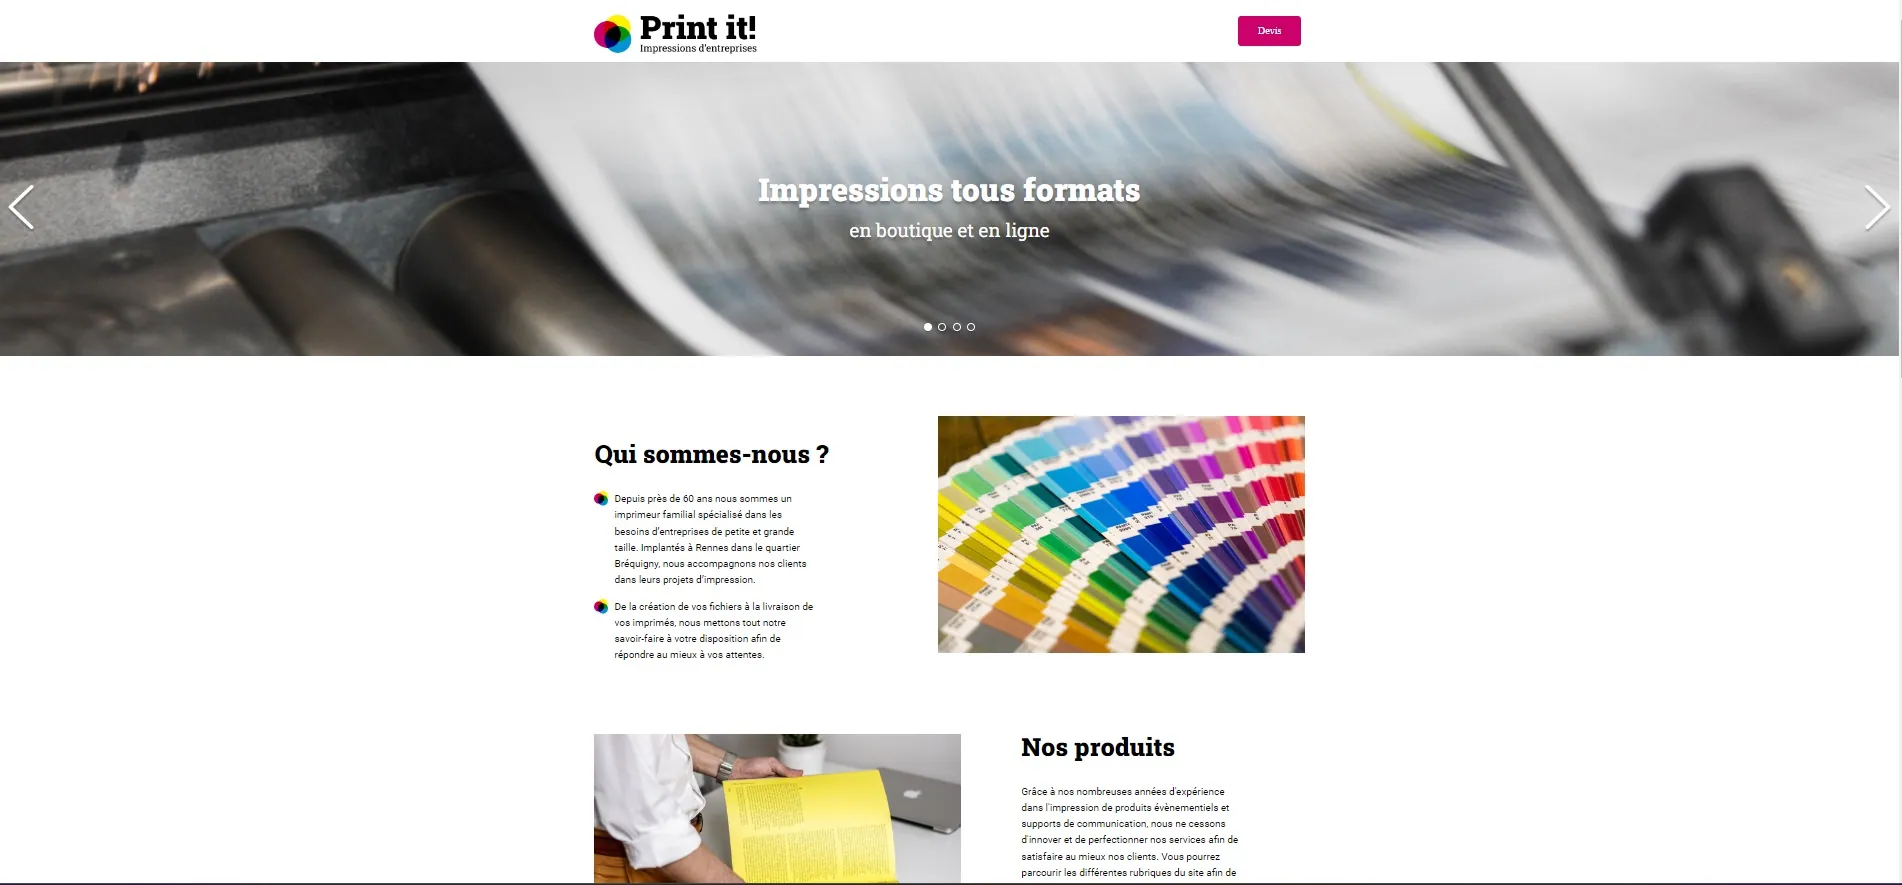 Print it!
Impressions d'entreprises
Devis
Impressions tous formats
en boutique et en ligne
Qui sommes-nous ?
Depuis près de 60 ans nous sommes un
imprimeur familial spécialisé dans les
besoins d'entreprises de petite et grande
taille. Implantés à Rennes dans le quartier
Bréquigny, nous accompagnons nos clients
dans leurs projets d'impression.
De la création de vos fichiers à la livraison de
vos imprimés, nous mettons tout notre
savoir-faire à votre disposition afin de
répondre au mieux à vos attentes.
Nos produits
Grâce à nos nombreuses années d'expérience
dans l'impression de produits évènementiels et
supports de communication, nous ne cessons
d'innover et de perfectionner nos services afin de
satisfaire au mieux nos clients. Vous pourrez
parcourir les différentes rubriques du site afin de